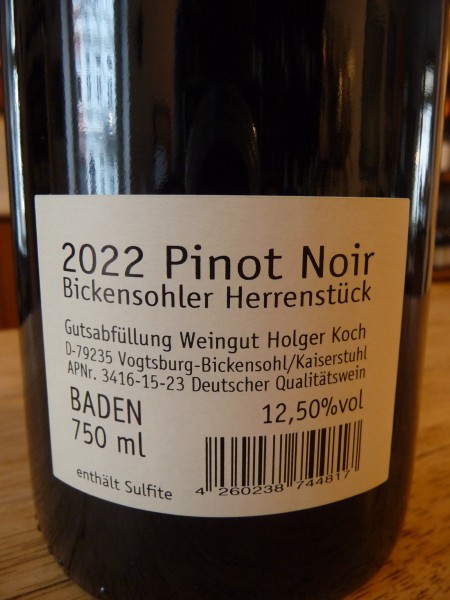 2022 Pinot Noir
Bickensohler Herrenstück
Gutsabfüllung Weingut Holger Koch
D-79235 Vogtsburg-Bickensohl/Kaiserstuhl
APNr. 3416-15-23 Deutscher Qualitätswein
BADEN 12,50%vol
750 ml
enthält Sulfite
4 260238 744817